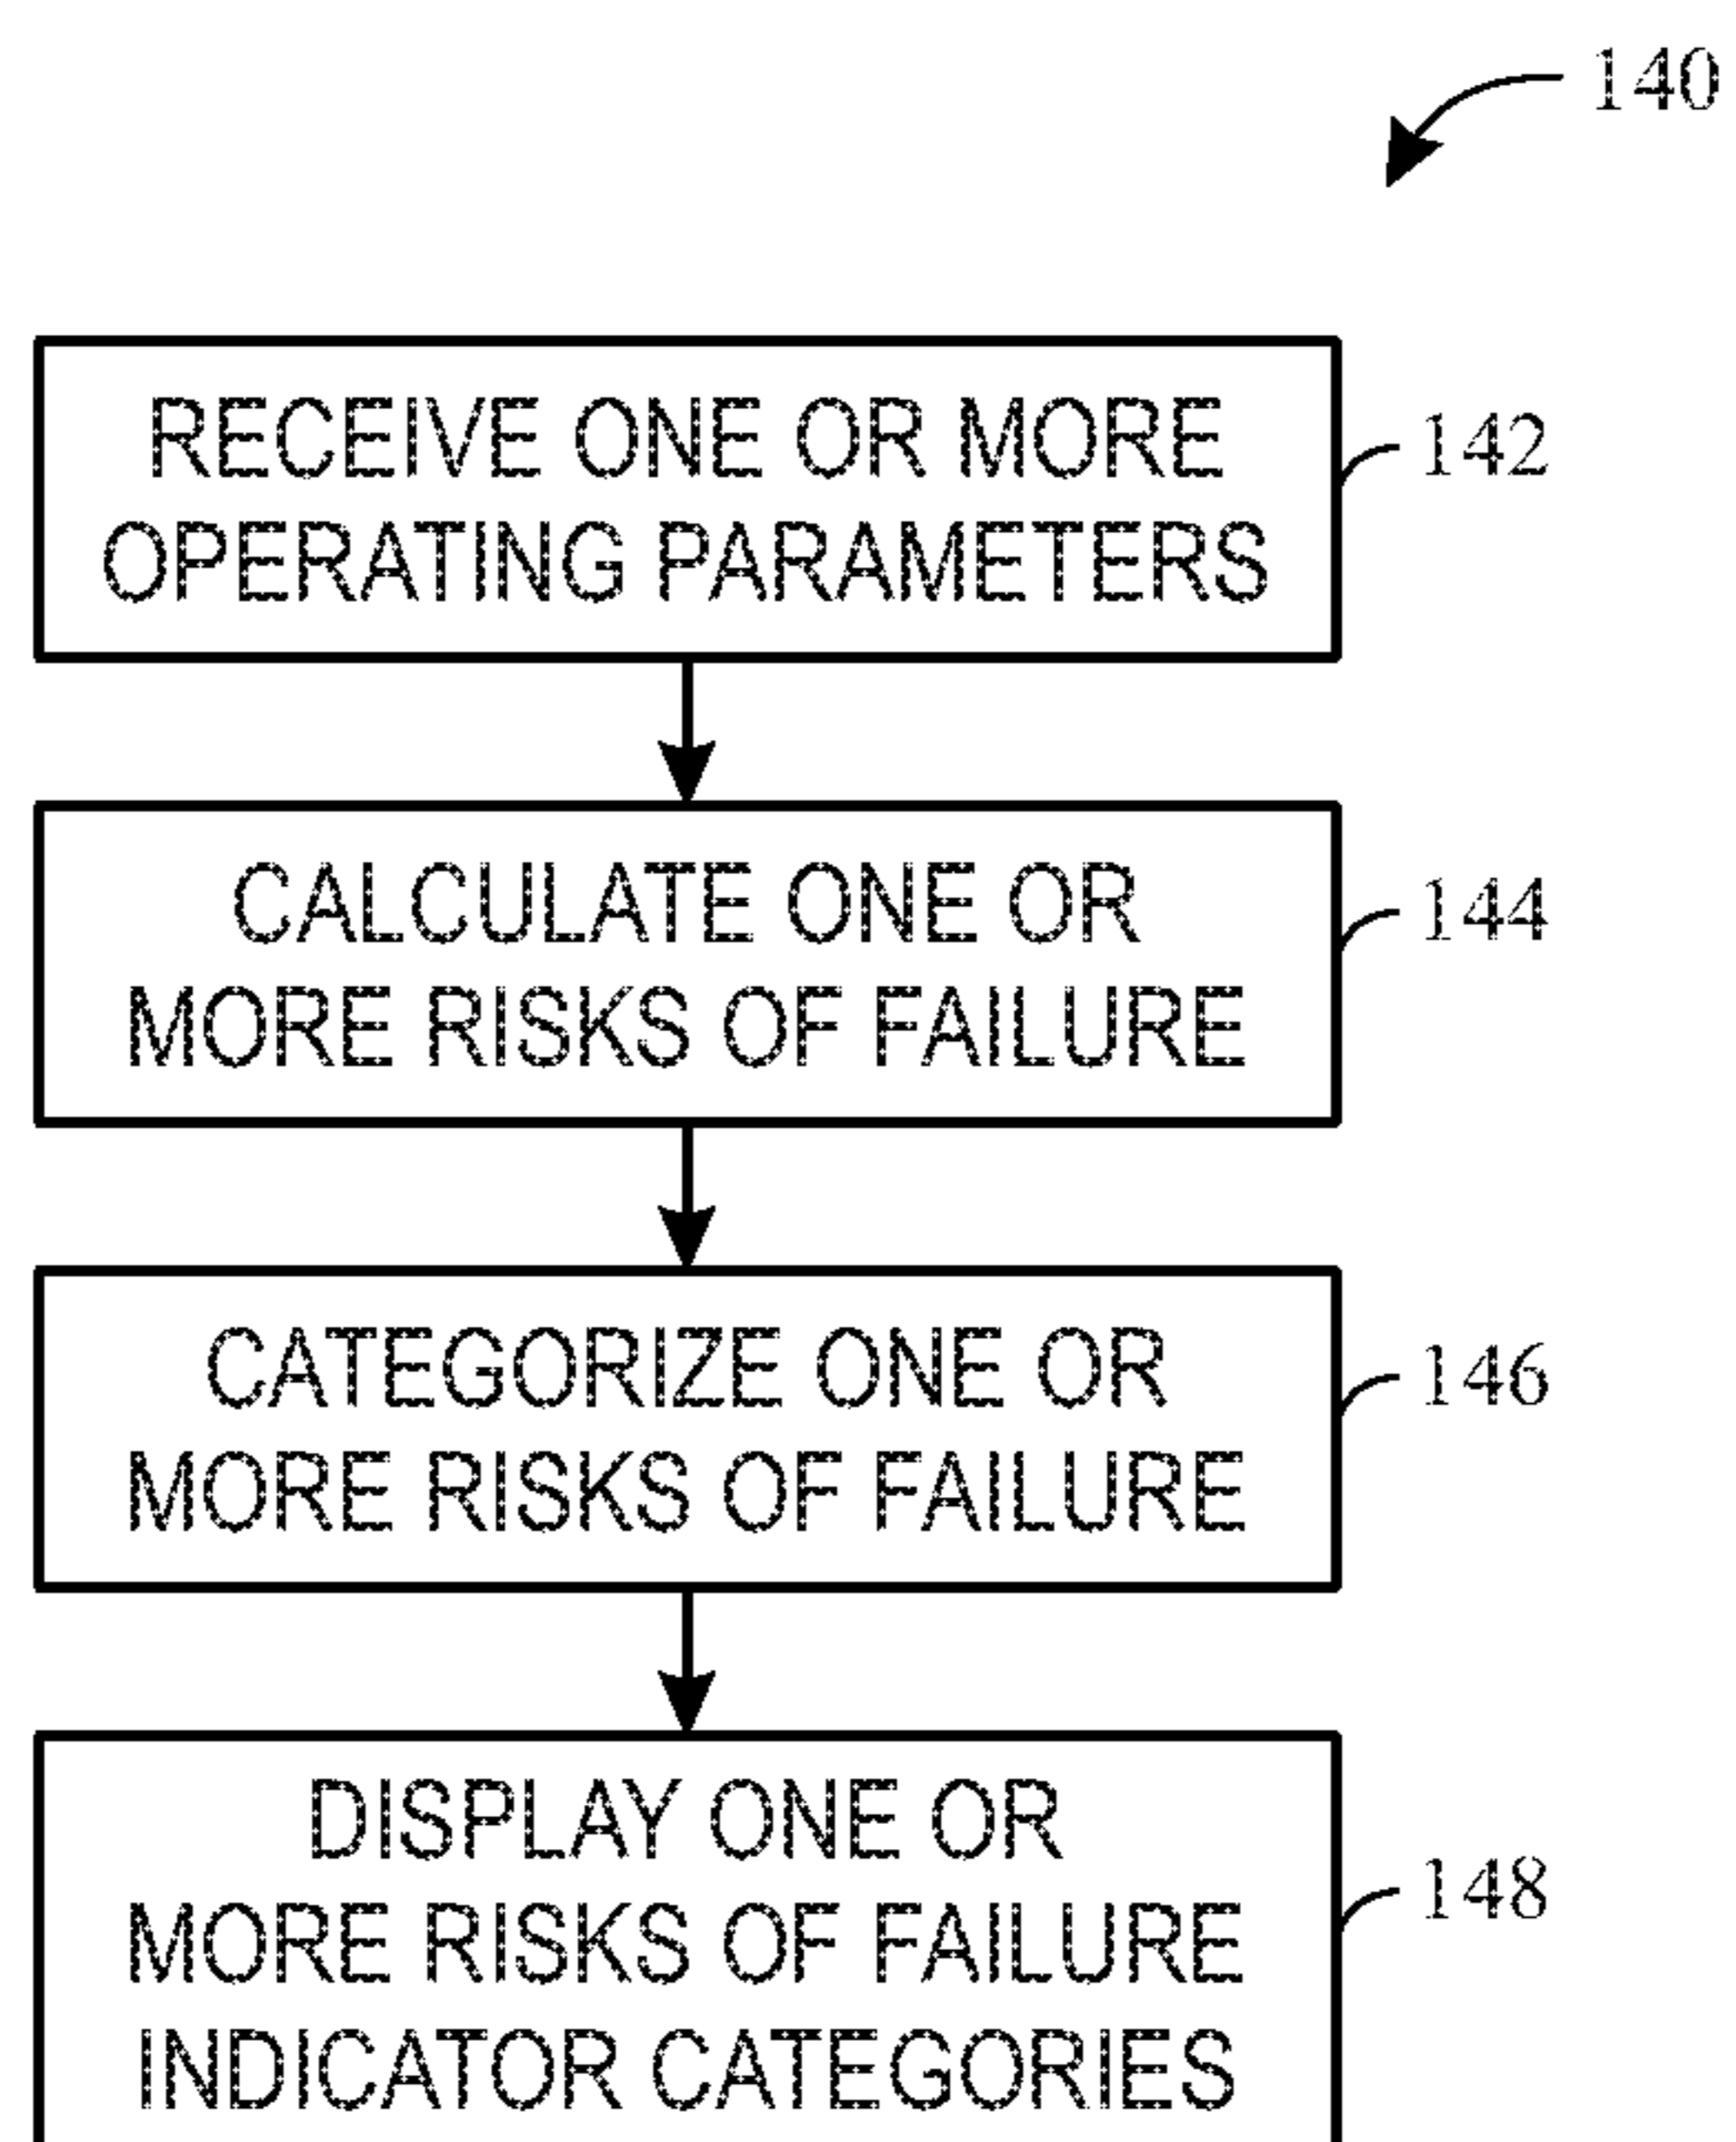 140
RECEIVE ONE OR MORE
OPERATING PARAMETERS
142
CALCULATE ONE OR
MORE RISKS OF FAILURE
144
CATEGORIZE ONE OR
MORE RISKS OF FAILURE
146
DISPLAY ONE OR
MORE RISKS OF FAILURE
INDICATOR CATEGORIES
148